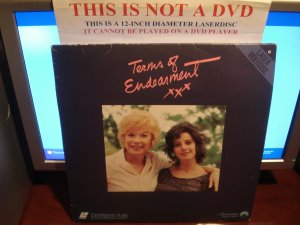 THIS IS NOT A DVD
THIS IS A 12-INCH DIAMETER LASERDISC
IT CANNOT BE PLAYED ON A DVD PLAYER
Terms of
Endearment
xxx
EXTENDED PLAY